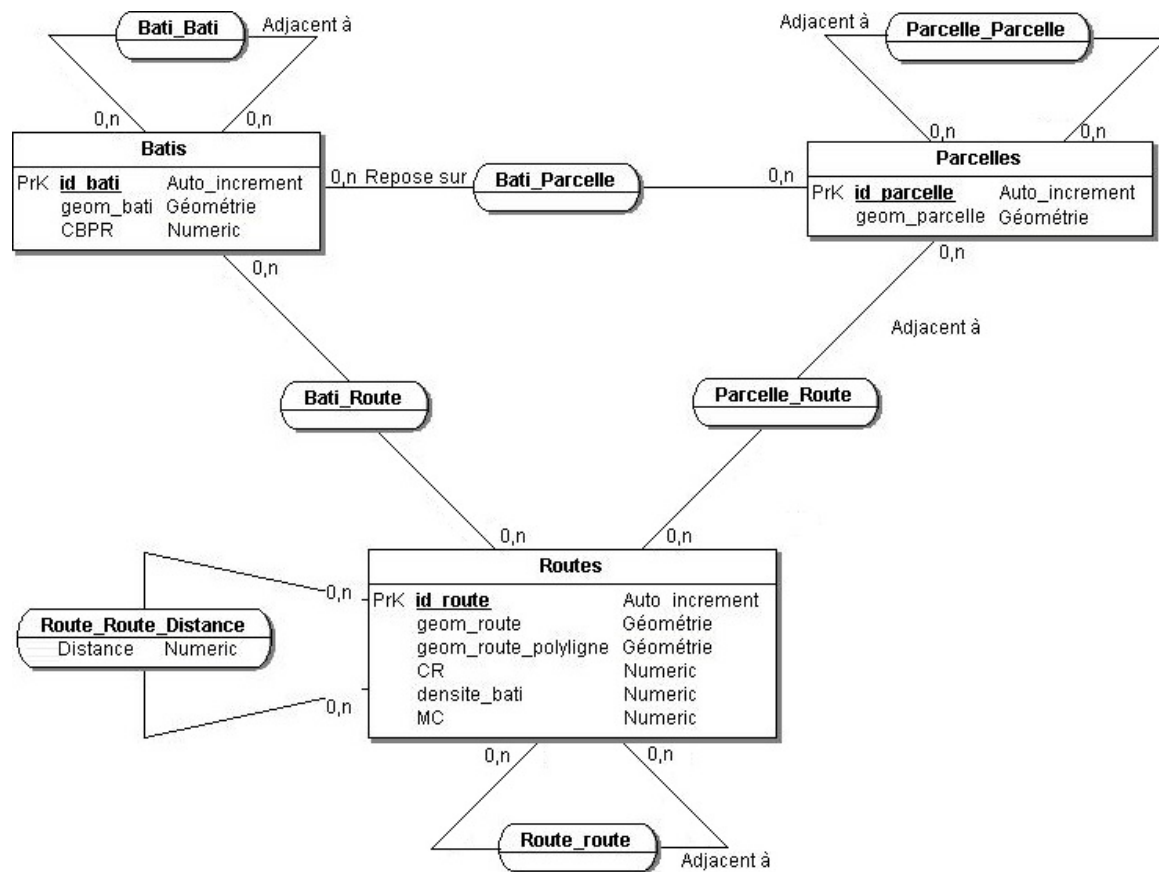 Bati_Bati
Adjacent à
0,n
0,n
Adjacent à
Parcelle_Parcelle
0,n
0,n
Batis
PrK id_bati Auto_increment
geom_bati Géométrie
CBPR Numeric
0,n Repose sur
Bati_Parcelle
0,n
Parcelles
PrK id_parcelle Auto_increment
geom_parcelle Géométrie
0,n
0,n
Adjacent à
Bati_Route
Parcelle_Route
0,n
0,n
Routes
PrK id_route Auto_increment
geom_route Géométrie
geom_route_polyligne Géométrie
CR Numeric
densite_bati Numeric
MC Numeric
0,n
Route_Route_Distance
Distance Numeric
0,n
0,n
0,n
Route_route
Adjacent à